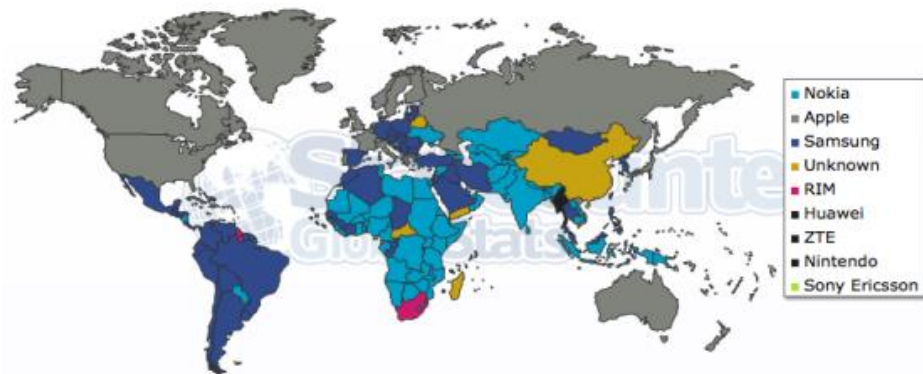 Nokia
Apple
Samsung
Unknown
RIM
Huawei
ZTE
Nintendo
Sony Ericsson